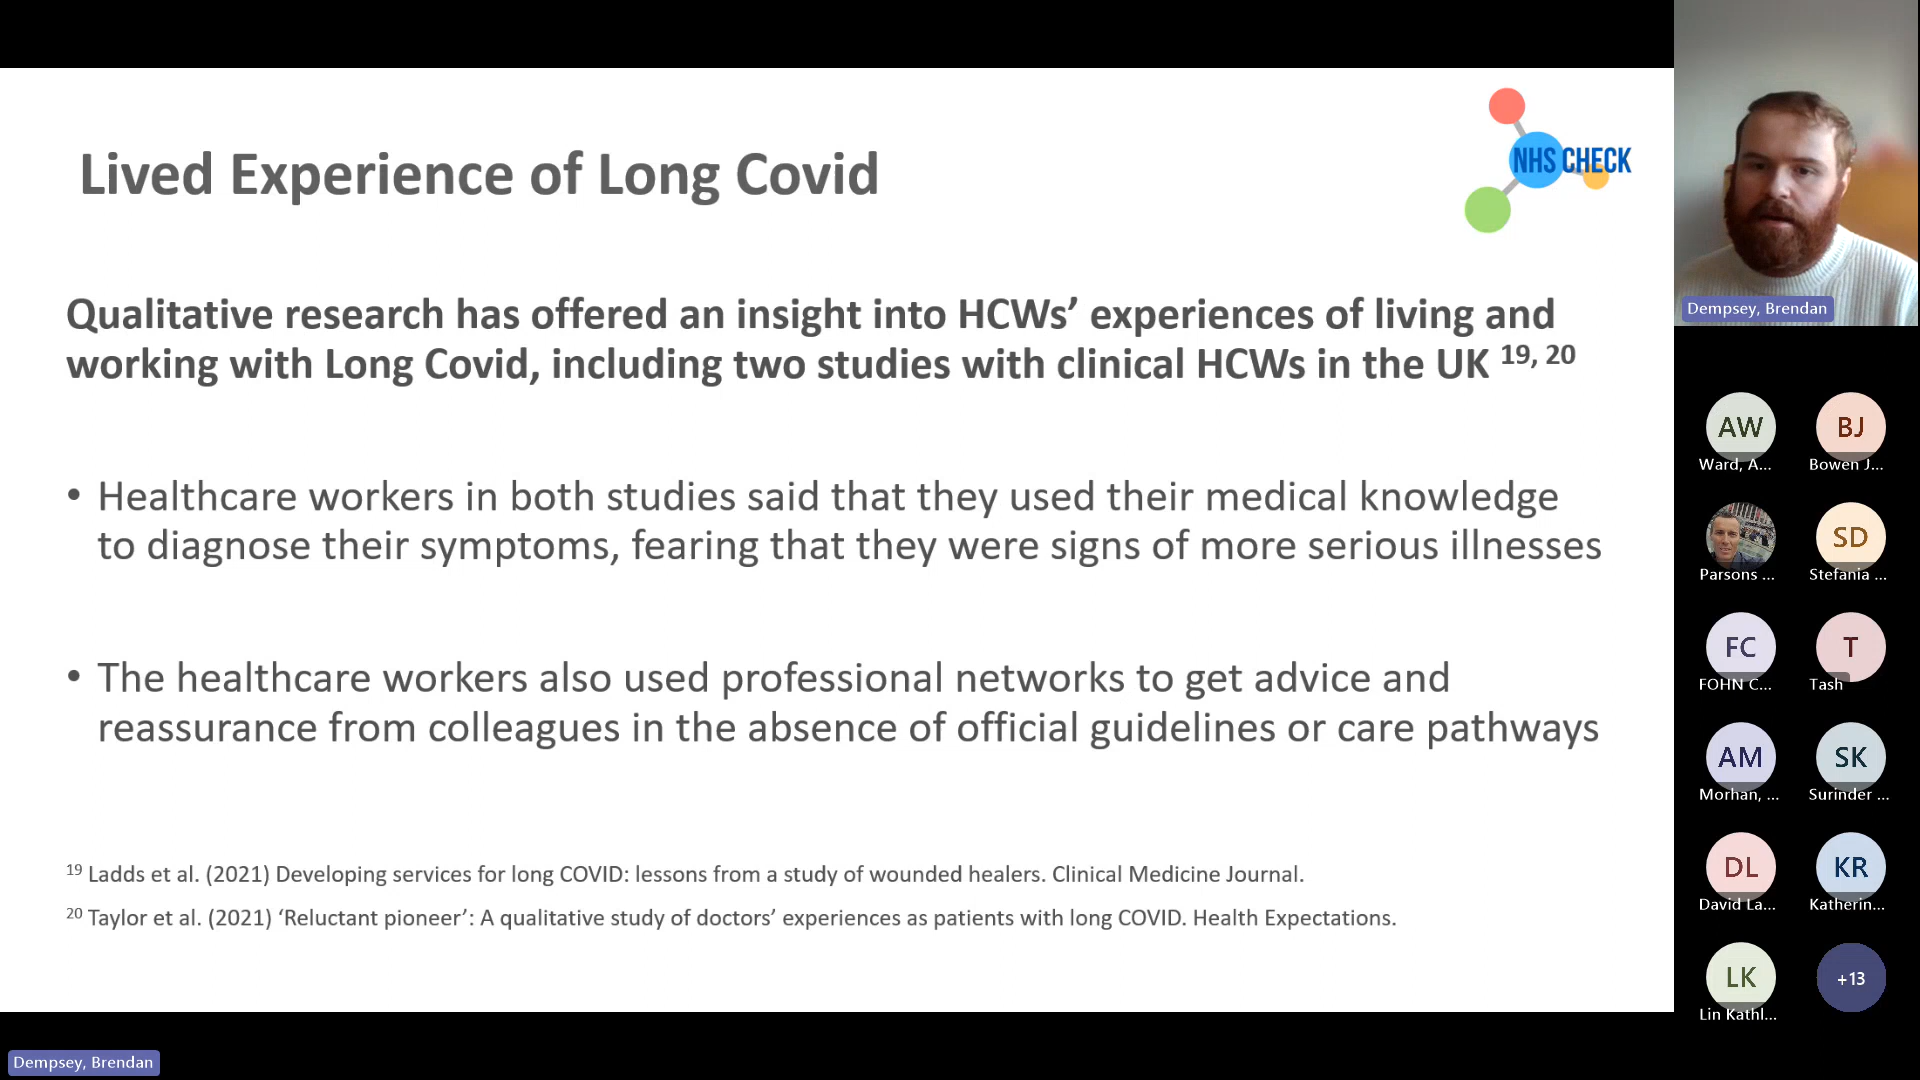 Lived Experience of Long Covid
NHS CHECK
Qualitative research has offered an insight into HCWs’ experiences of living and
working with Long Covid, including two studies with clinical HCWs in the UK 19, 20
• Healthcare workers in both studies said that they used their medical knowledge
to diagnose their symptoms, fearing that they were signs of more serious illnesses
• The healthcare workers also used professional networks to get advice and
reassurance from colleagues in the absence of official guidelines or care pathways
19 Ladds et al. (2021) Developing services for long COVID: lessons from a study of wounded healers. Clinical Medicine Journal.
20 Taylor et al. (2021) ‘Reluctant pioneer’: A qualitative study of doctors’ experiences as patients with long COVID. Health Expectations.
Dempsey, Brendan
Dempsey, Brendan
AW
Ward, A...
BJ
Bowen J...
Parsons ...
SD
Stefania ...
FC
FOHN C...
T
Tash
AM
Morhan, ...
SK
Surinder ...
DL
David La...
KR
Katherin...
LK
Lin Kathl...
+13